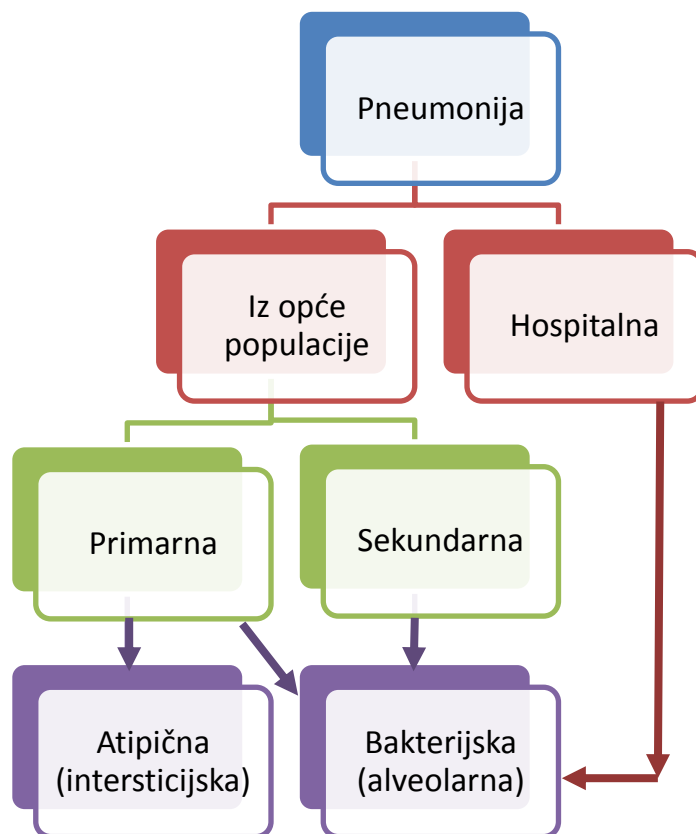 Pneumonija
Iz opće
populacije
Hospitalna
Primarna
Sekundarna
Atipična
(intersticijska)
Bakterijska
(alveolarna)